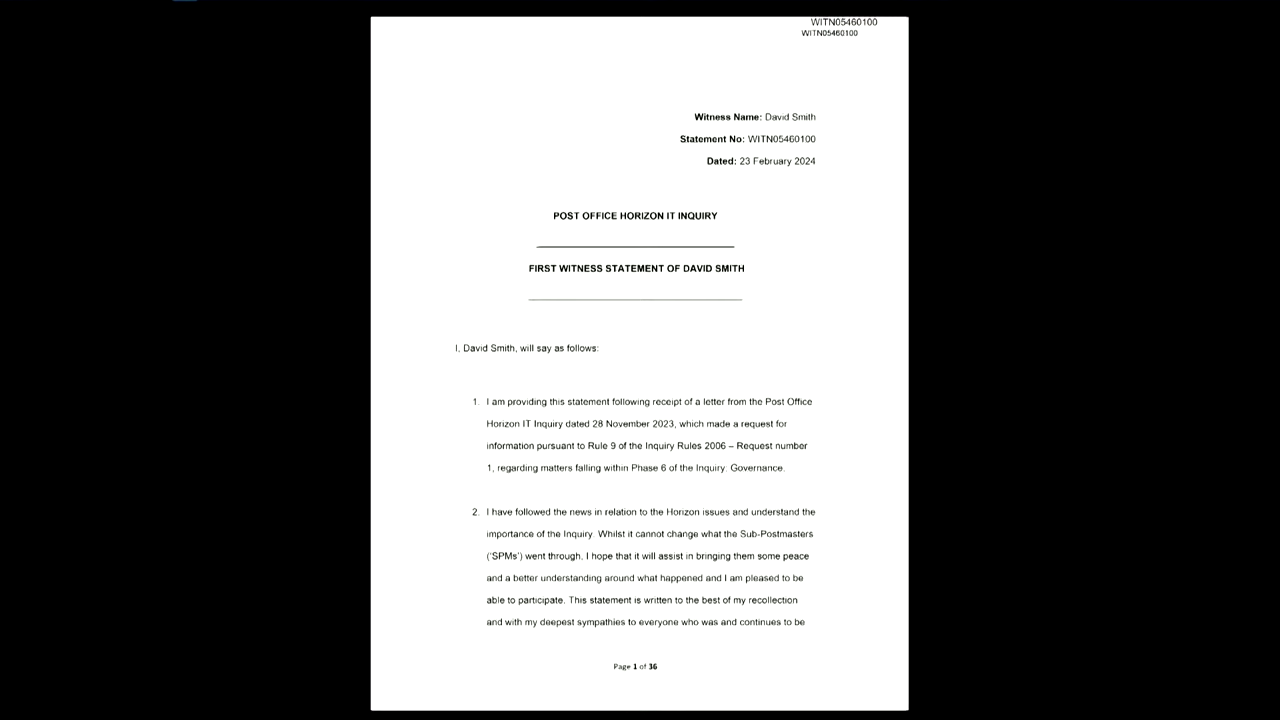 WITN05460100
WITN05460100
Witness Name: David Smith
Statement No: WITN05460100
Dated: 23 February 2024
POST OFFICE HORIZON IT INQUIRY
FIRST WITNESS STATEMENT OF DAVID SMITH
I, David Smith, will say as follows:
1. I am providing this statement following receipt of a letter from the Post Office
Horizon IT Inquiry dated 28 November 2023, which made a request for
information pursuant to Rule 9 of the Inquiry Rules 2006 – Request number
1, regarding matters falling within Phase 6 of the Inquiry: Governance.
2. I have followed the news in relation to the Horizon issues and understand the
importance of the Inquiry. Whilst it cannot change what the Sub-Postmasters
('SPMs') went through, I hope that it will assist in bringing them some peace
and a better understanding around what happened and I am pleased to be
able to participate. This statement is written to the best of my recollection
and with my deepest sympathies to everyone who was and continues to be
Page 1 of 36